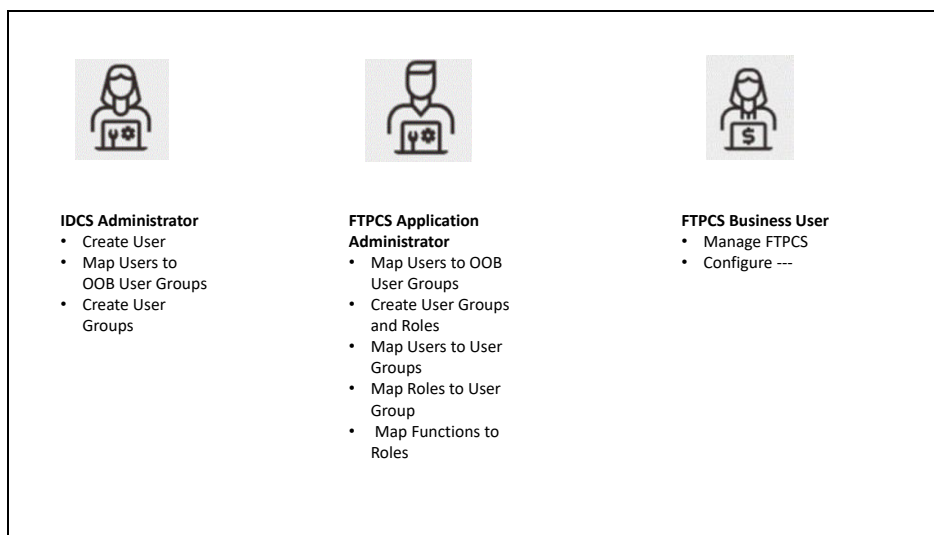 IDCS Administrator
• Create User
• Map Users to
OOB User Groups
• Create User
Groups
FTPCS Application
Administrator
• Map Users to OOB
User Groups
• Create User Groups
and Roles
• Map Users to User
Groups
• Map Roles to User
Group
• Map Functions to
Roles
FTPCS Business User
• Manage FTPCS
• Configure ---